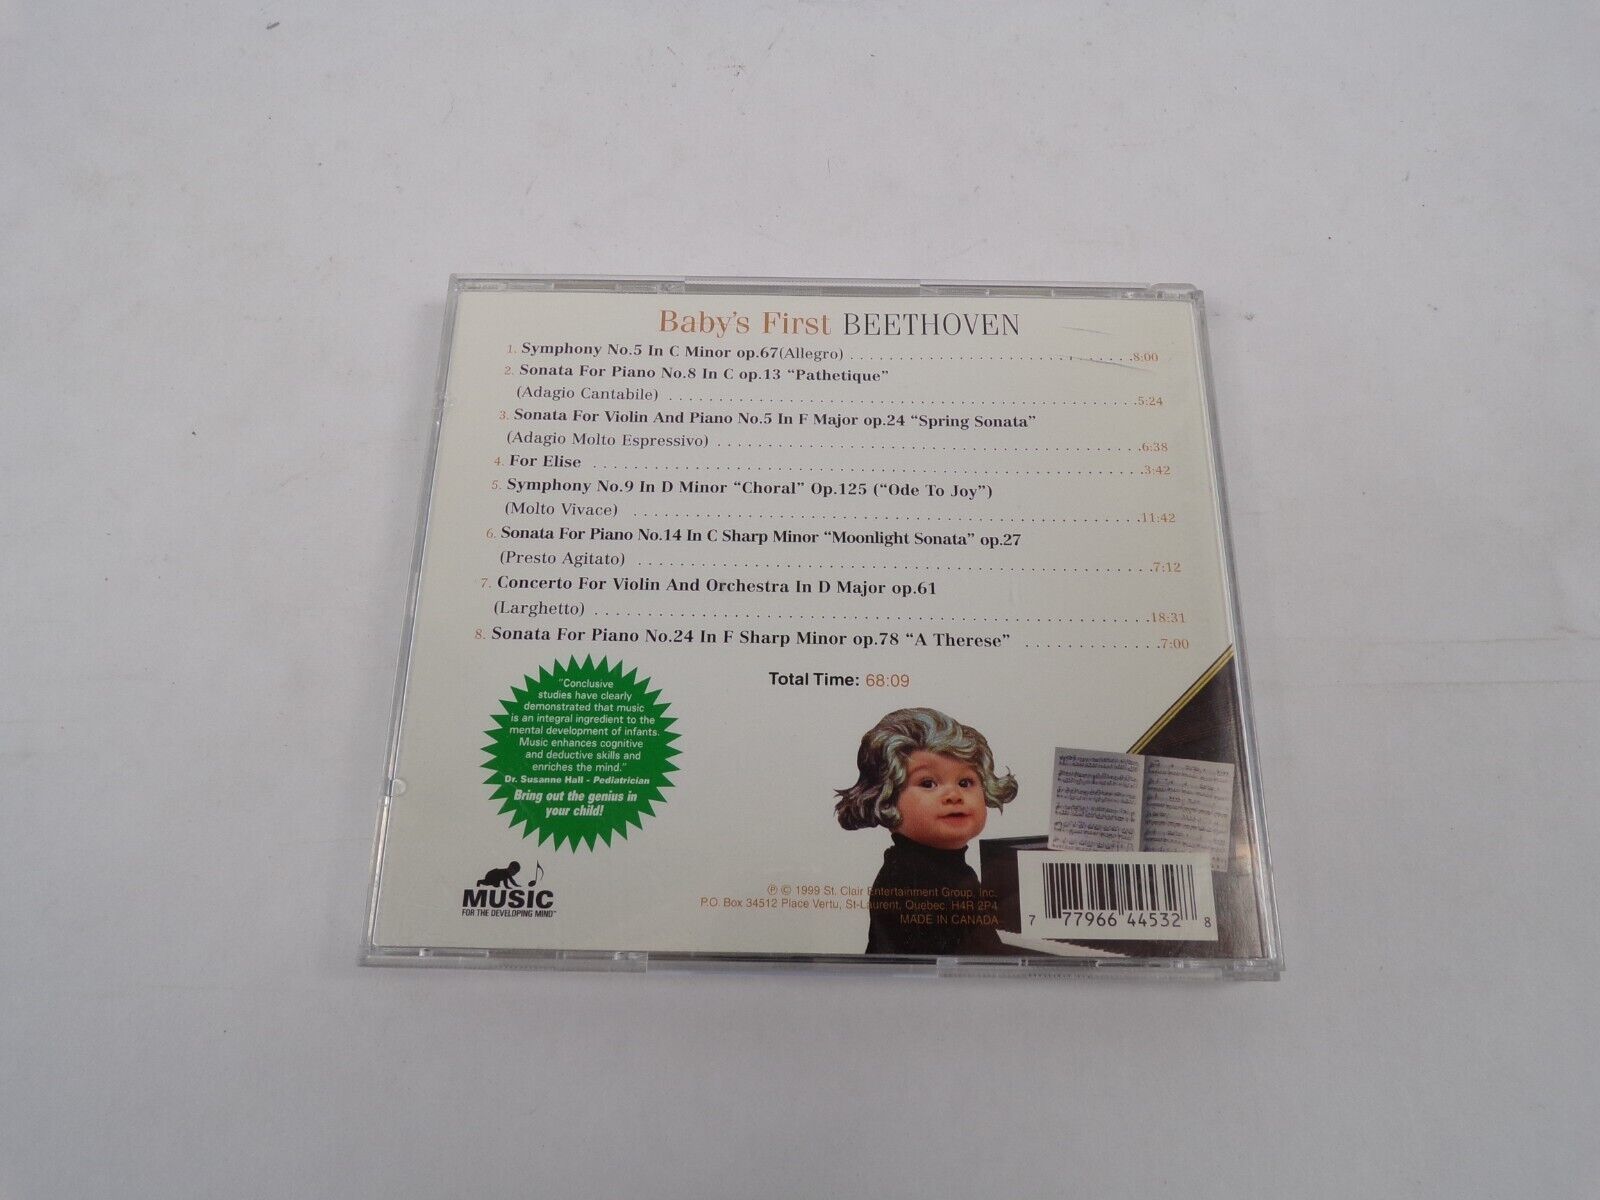 Baby's First BEETHOVEN
1. Symphony No.5 In C Minor op.67(Allegro) 8:00
2. Sonata For Piano No.8 In C op.13 “Pathetique”
(Adagio Cantabile) 5:24
3. Sonata For Violin And Piano No.5 In F Major op.24 “Spring Sonata”
(Adagio Molto Espressivo) 6:38
4. For Elise 3:42
5. Symphony No.9 In D Minor “Choral” Op.125 (“Ode To Joy”)
(Molto Vivace) 11:42
6. Sonata For Piano No.14 In C Sharp Minor “Moonlight Sonata” op.27
(Presto Agitato) 7:12
7. Concerto For Violin And Orchestra In D Major op.61
(Larghetto) 18:31
8. Sonata For Piano No.24 In F Sharp Minor op.78 “A Therese” 7:00
Total Time: 68:09
“Conclusive
studies have clearly
demonstrated that music
is an integral ingredient to the
mental development of infants.
Music enhances cognitive
and deductive skills and
enriches the mind.”
Dr. Susanne Hall - Pediatrician
Bring out the genius in
your child!
MUSIC
FOR THE DEVELOPING MIND™
℗ © 1999 St. Clair Entertainment Group, Inc.
P.O. Box 34512 Place Vertu, St-Laurent, Quebec, H4R 2P4
MADE IN CANADA
7 77966 44532 8